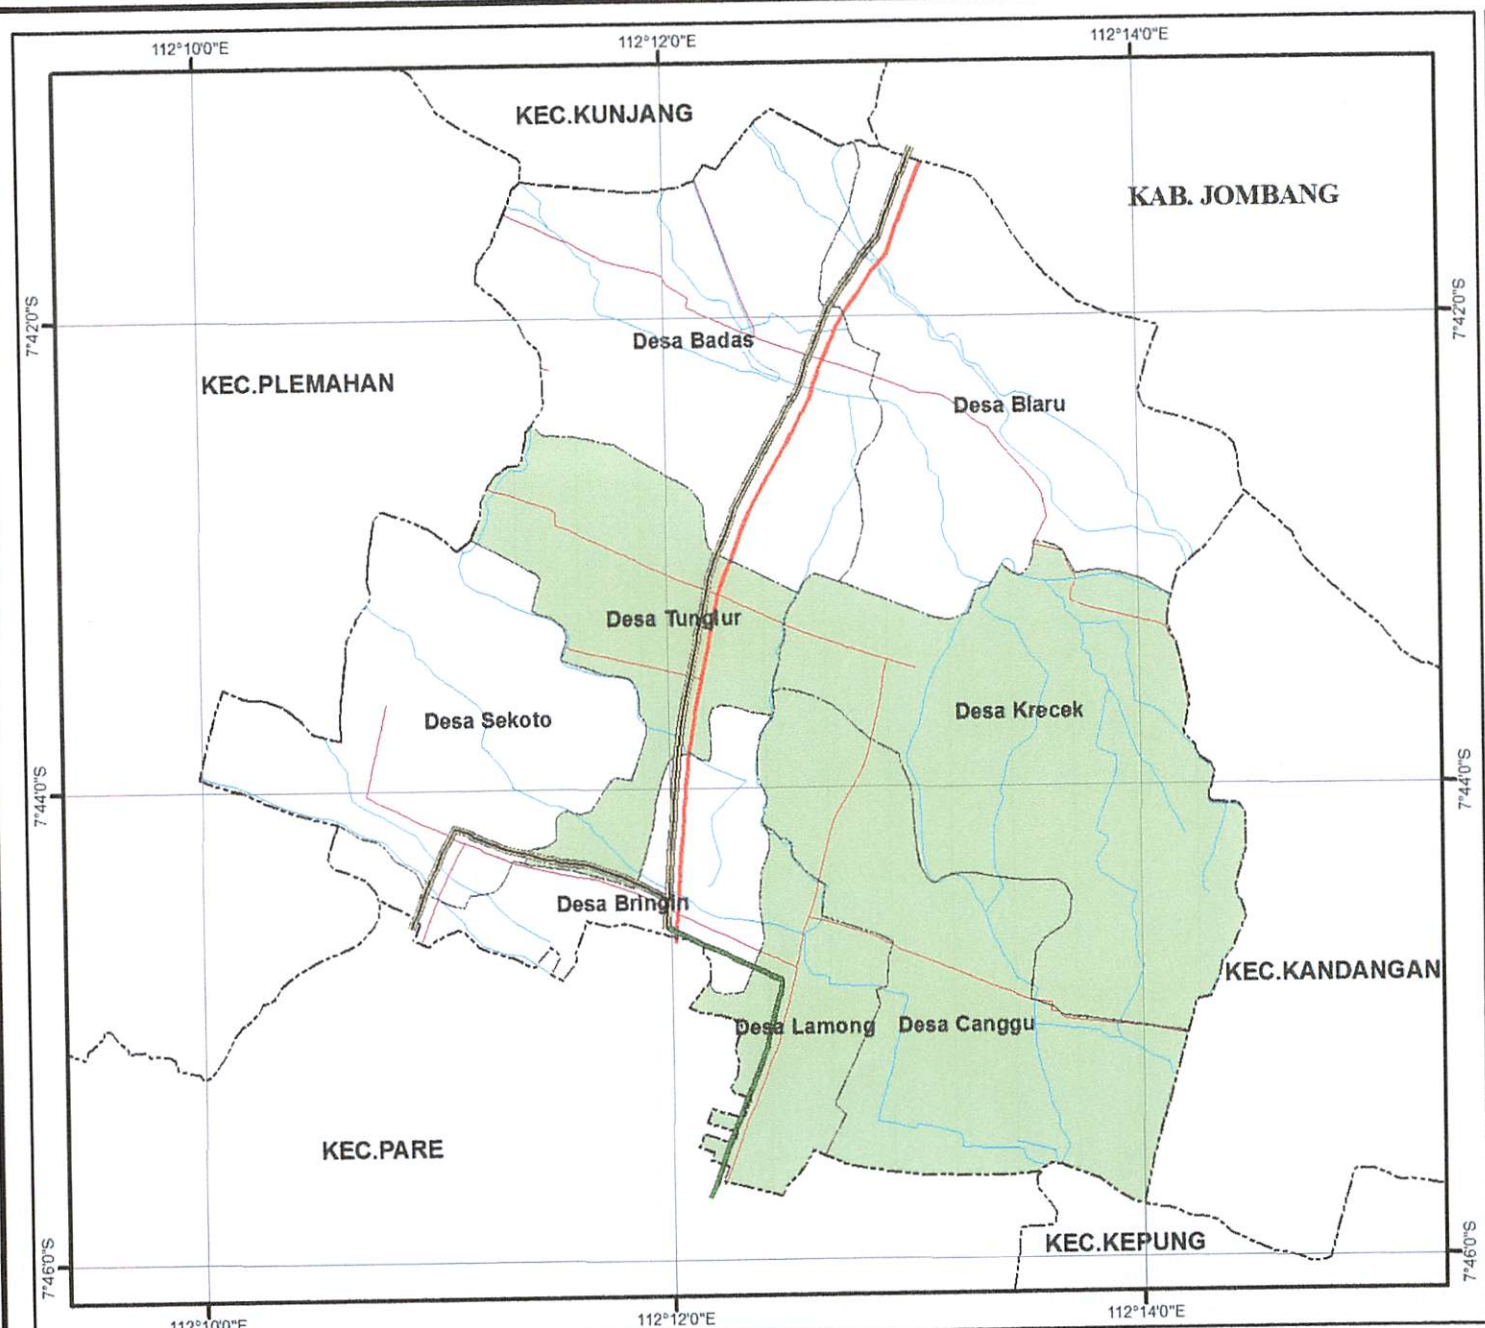 112°10'0"E
112°12'0"E
112°14'0"E
KEC.KUNJANG
KAB. JOMBANG
7°42'0"S
7°42'0"S
Desa Badas
KEC.PLEMAHAN
Desa Blaru
Desa Tunglur
Desa Krecek
Desa Sekoto
7°44'0"S
7°44'0"S
Desa Bringin
KEC.KANDANGAN
Desa Lamong
Desa Canggu
KEC.PARE
KEC.KEPUNG
7°46'0"S
7°46'0"S
112°10'0"E
112°12'0"E
112°14'0"E